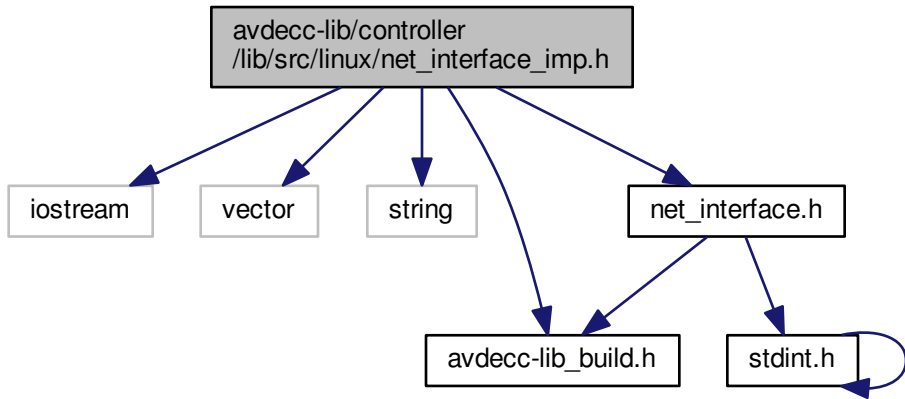 avdecc-lib/controller
/lib/src/linux/net_interface_imp.h
iostream
vector
string
net_interface.h
avdecc-lib_build.h
stdint.h